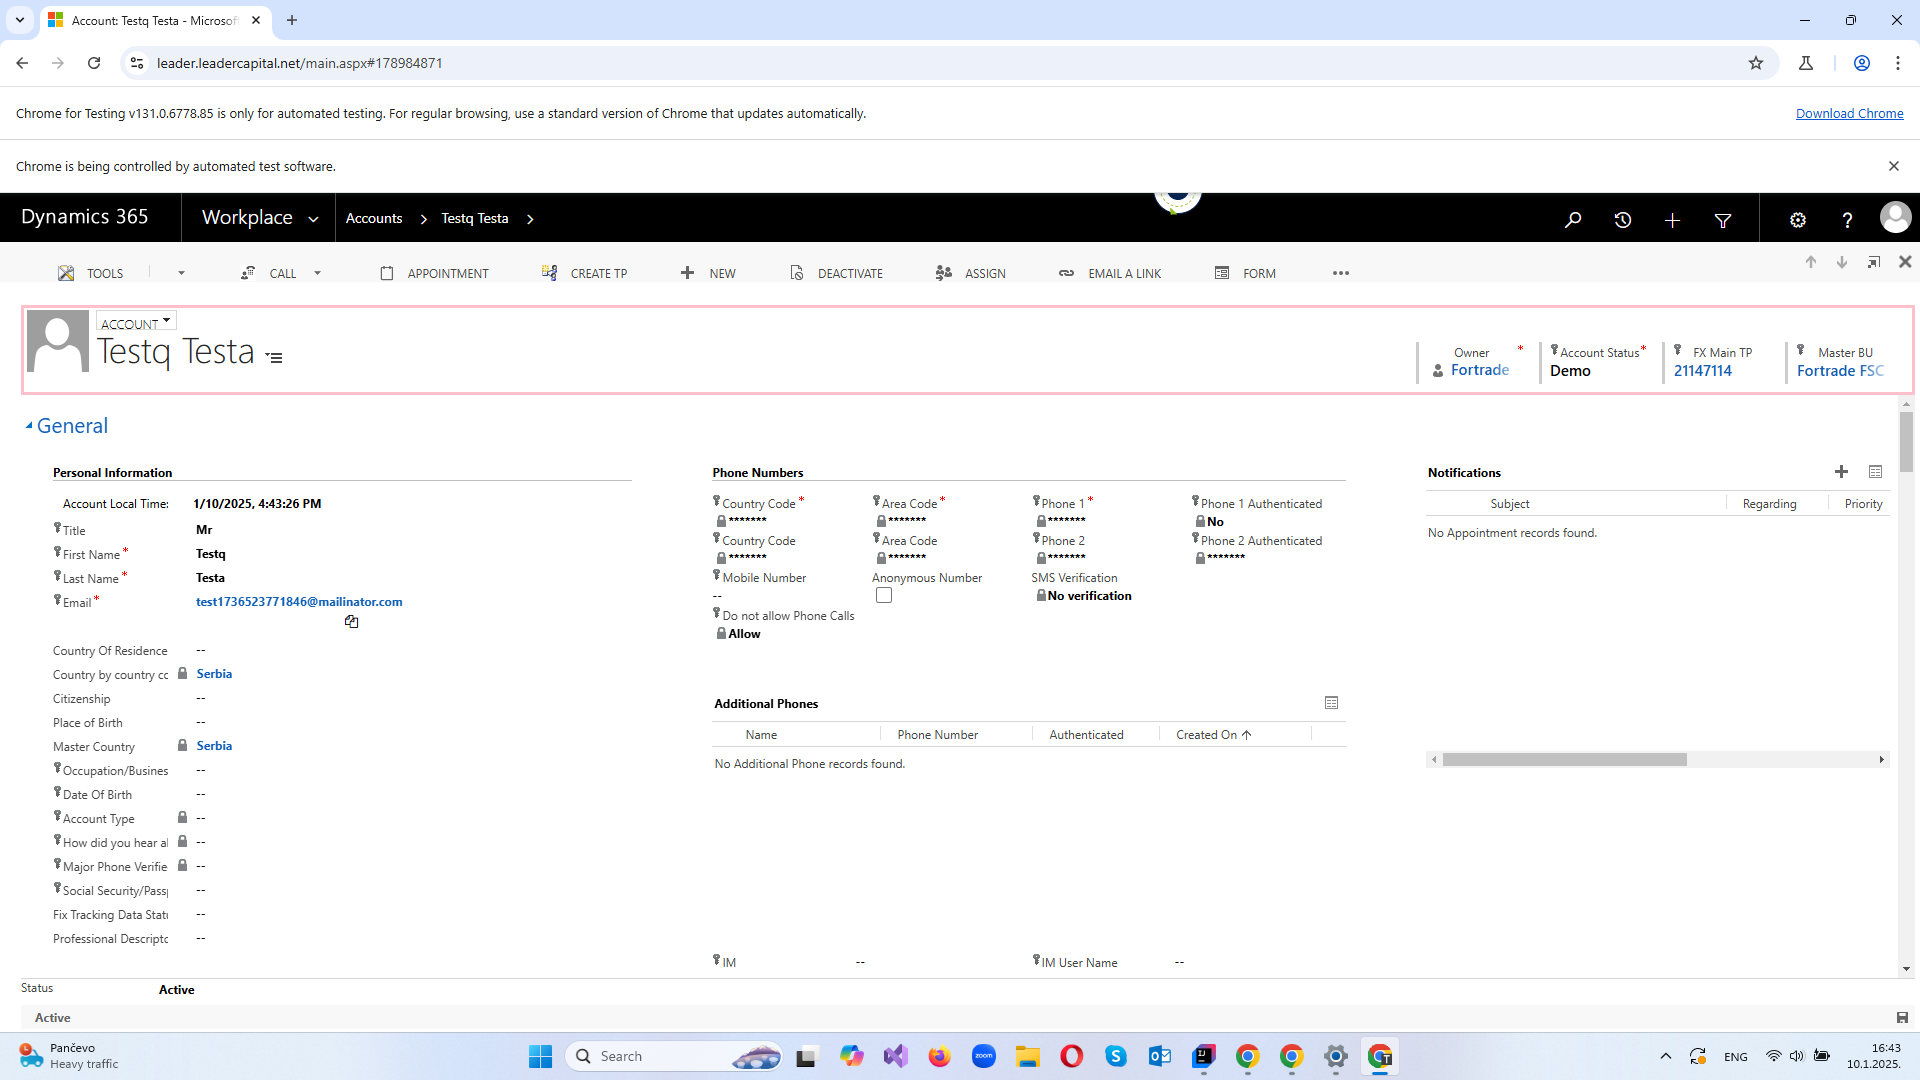 Account: Testq Testa - Microsof
leader.leadercapital.net/main.aspx#178984871
Chrome for Testing v131.0.6778.85 is only for automated testing. For regular browsing, use a standard version of Chrome that updates automatically.
Download Chrome
Chrome is being controlled by automated test software.
Dynamics 365
Workplace
Accounts
Testq Testa
TOOLS
CALL
APPOINTMENT
CREATE TP
NEW
DEACTIVATE
ASSIGN
EMAIL A LINK
FORM
ACCOUNT
Testq Testa
Owner *
Fortrade
Account Status *
Demo
FX Main TP
21147114
Master BU
Fortrade FSC
General
Personal Information
Account Local Time: 1/10/2025, 4:43:26 PM
Title Mr
First Name * Testq
Last Name * Testa
Email * test1736523771846@mailinator.com
Country Of Residence --
Country by country cc Serbia
Citizenship --
Place of Birth --
Master Country Serbia
Occupation/Busines --
Date Of Birth --
Account Type --
How did you hear a --
Major Phone Verifie --
Social Security/Pass --
Fix Tracking Data Stat --
Professional Descripto --
Phone Numbers
Country Code * Area Code * Phone 1 * Phone 1 Authenticated
******* ******* ******* No
Country Code Area Code Phone 2 Phone 2 Authenticated
******* ******* ******* *******
Mobile Number Anonymous Number SMS Verification
-- No verification
Do not allow Phone Calls
Allow
Additional Phones
Name Phone Number Authenticated Created On
No Additional Phone records found.
IM -- IM User Name --
Notifications
Subject Regarding Priority
No Appointment records found.
Status Active
Active
Pančevo
Heavy traffic
Search
zoom
ENG
16:43
10.1.2025.